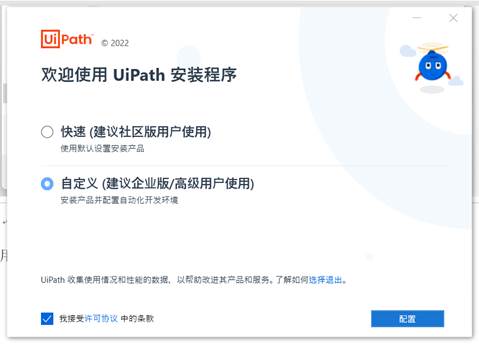 UiPath © 2022
欢迎使用 UiPath 安装程序
快速 (建议社区版用户使用)
使用默认设置安装产品
自定义 (建议企业版/高级用户使用)
安装产品并配置自动化开发环境
UiPath 收集使用情况和性能的数据，以帮助改进其产品和服务。了解如何选择退出。
我接受许可协议 中的条款
配置